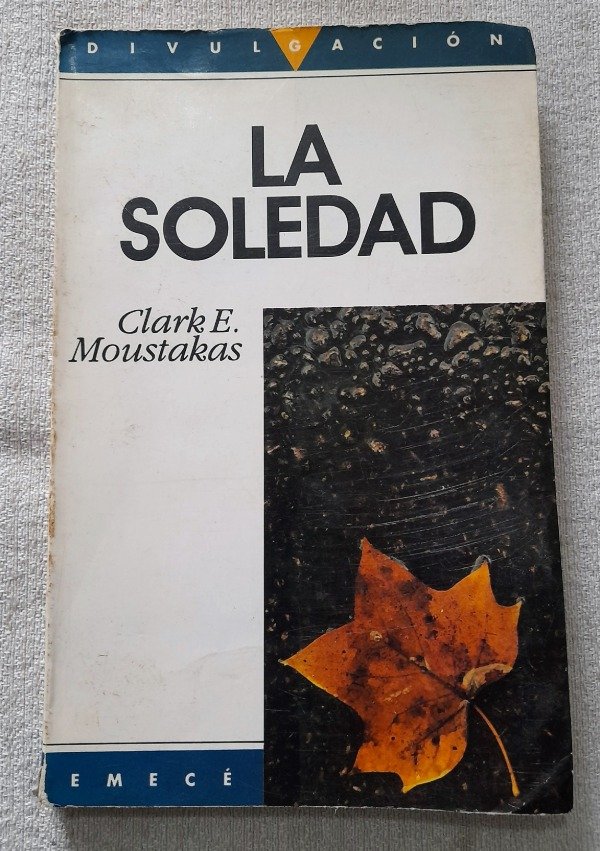 DIVULGACIÓN
LA
SOLEDAD
Clark E.
Moustakas
EMECÉ